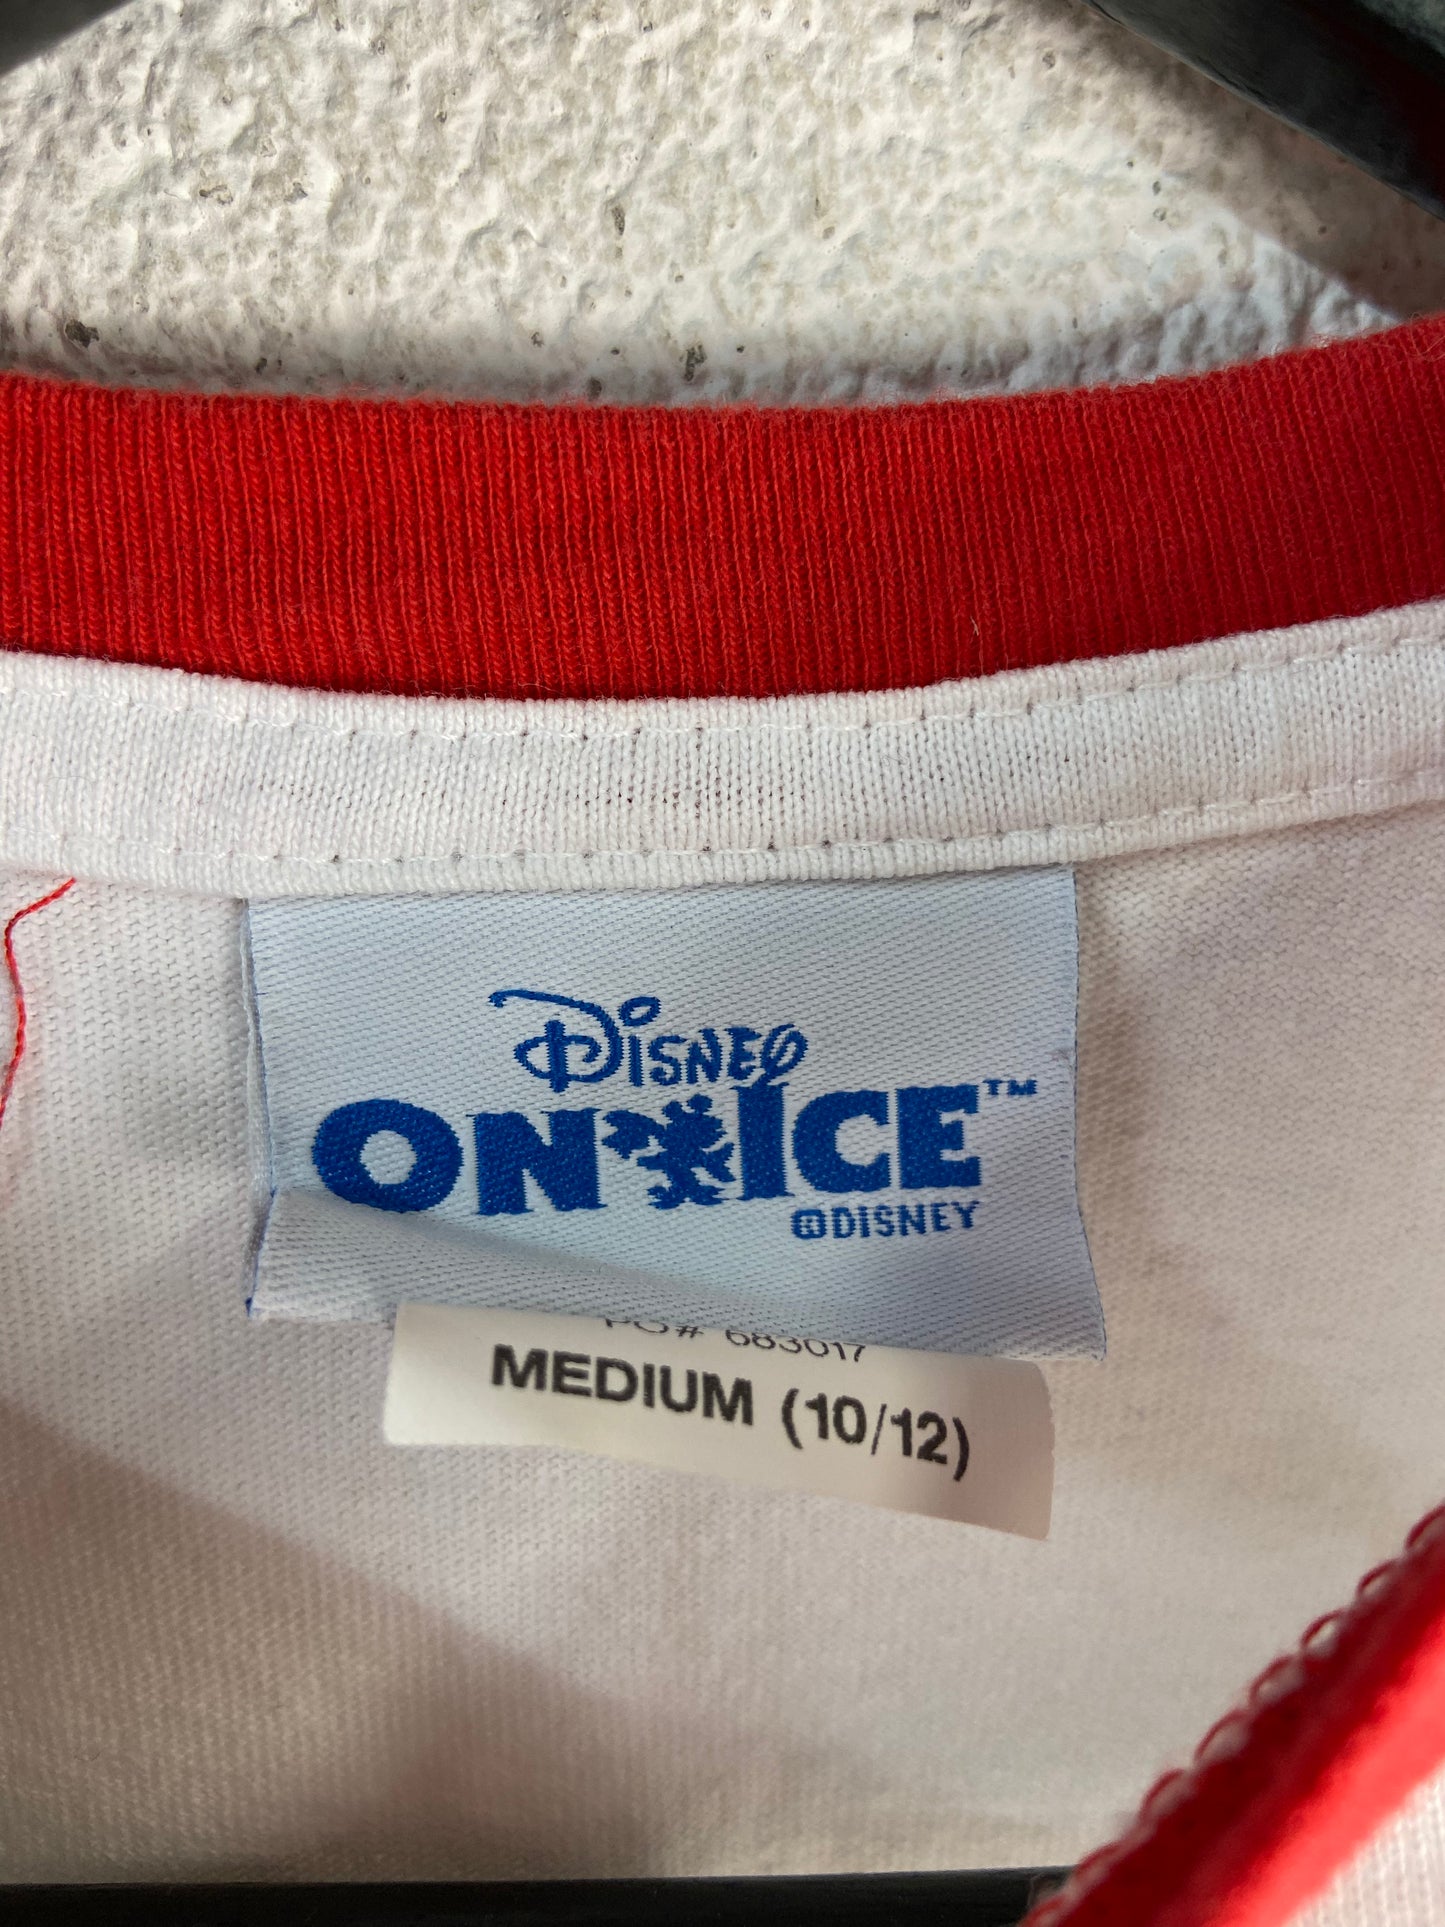 Disney
ON ICE™
©DiSNEY
PO# 683017
MEDIUM (10/12)